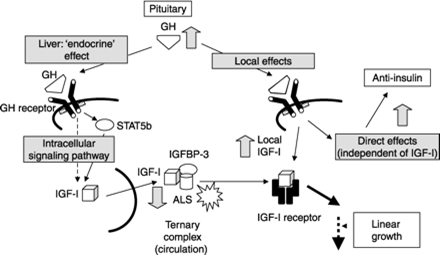 Pituitary
GH
Liver: 'endocrine'
effect
Local effects
GH
GH receptor
STAT5b
Anti-insulin
Intracellular
signaling pathway
Local
IGF-I
Direct effects
(independent of IGF-I)
IGFBP-3
IGF-I
IGF-I
ALS
Ternary
complex
(circulation)
IGF-I receptor
Linear
growth